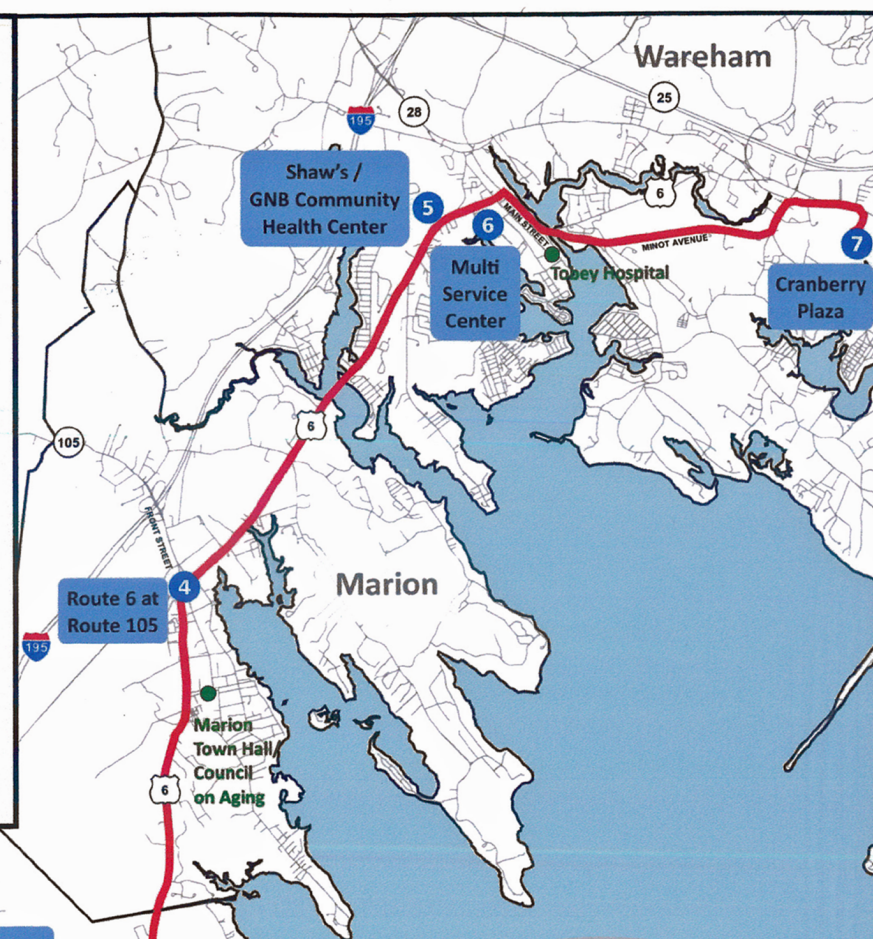 Wareham
25
28
195
Shaw's /
GNB Community
Health Center
5
6
MAIN STREET
6
MINOT AVENUE
7
Multi
Service
Center
Tobey Hospital
Cranberry
Plaza
6
105
FRONT STREET
4
Route 6 at
Route 105
Marion
195
Marion
Town Hall/
Council
on Aging
6